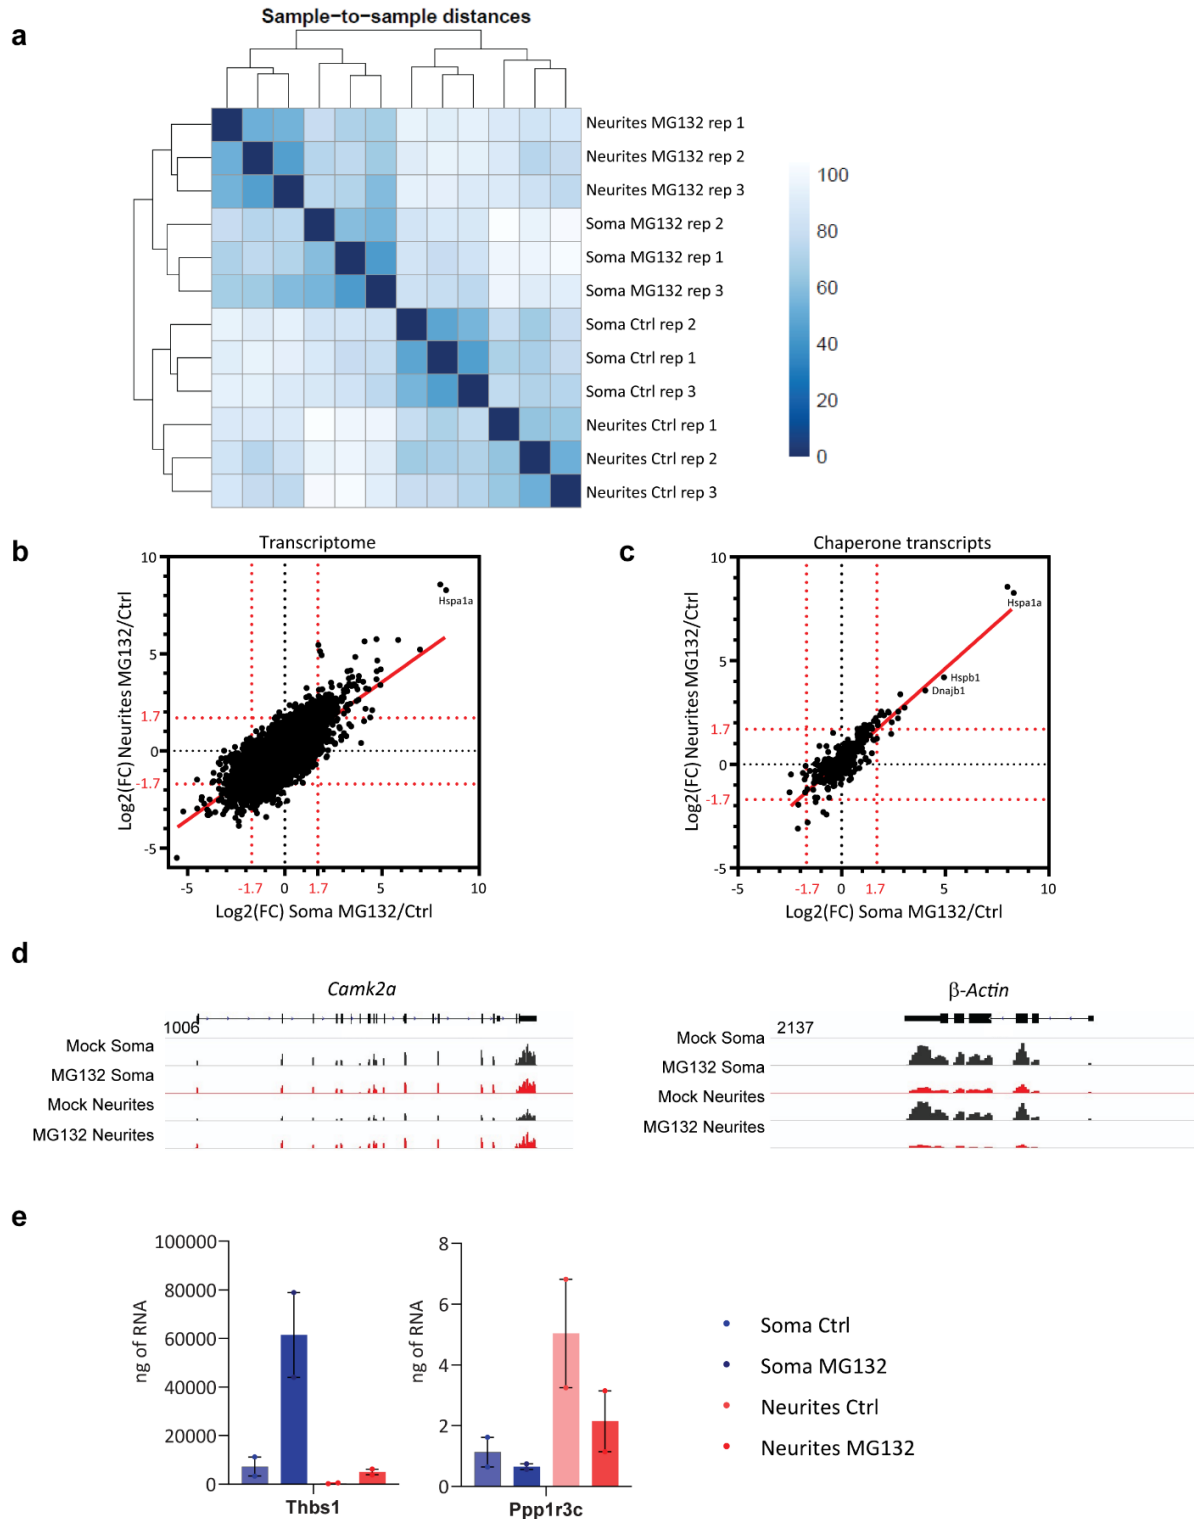 a
Sample-to-sample distances
Neurites MG132 rep 1
Neurites MG132 rep 2
Neurites MG132 rep 3
Soma MG132 rep 2
Soma MG132 rep 1
Soma MG132 rep 3
Soma Ctrl rep 2
Soma Ctrl rep 1
Soma Ctrl rep 3
Neurites Ctrl rep 1
Neurites Ctrl rep 2
Neurites Ctrl rep 3
100
80
60
40
20
0
b
Transcriptome
Log2(FC) Neurites MG132/Ctrl
10
5
1.7
0
-1.7
-5
Hspa1a
-5 -1.7 0 1.7 5 10
Log2(FC) Soma MG132/Ctrl
c
Chaperone transcripts
Log2(FC) Neurites MG132/Ctrl
10
5
1.7
0
-1.7
-5
Hspa1a
Hspb1
Dnajb1
-5 -1.7 0 1.7 5 10
Log2(FC) Soma MG132/Ctrl
d
Camk2a
1006
Mock Soma
MG132 Soma
Mock Neurites
MG132 Neurites
β-Actin
2137
Mock Soma
MG132 Soma
Mock Neurites
MG132 Neurites
e
ng of RNA
100000
80000
60000
40000
20000
0
Thbs1
ng of RNA
8
6
4
2
0
Ppp1r3c
Soma Ctrl
Soma MG132
Neurites Ctrl
Neurites MG132